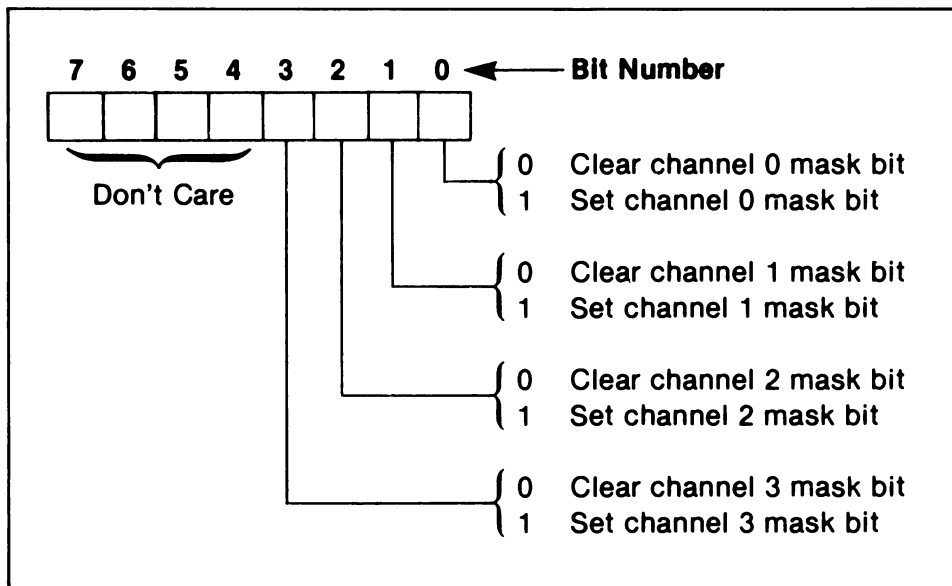 7 6 5 4 3 2 1 0 Bit Number
Don't Care
0 Clear channel 0 mask bit
1 Set channel 0 mask bit
0 Clear channel 1 mask bit
1 Set channel 1 mask bit
0 Clear channel 2 mask bit
1 Set channel 2 mask bit
0 Clear channel 3 mask bit
1 Set channel 3 mask bit